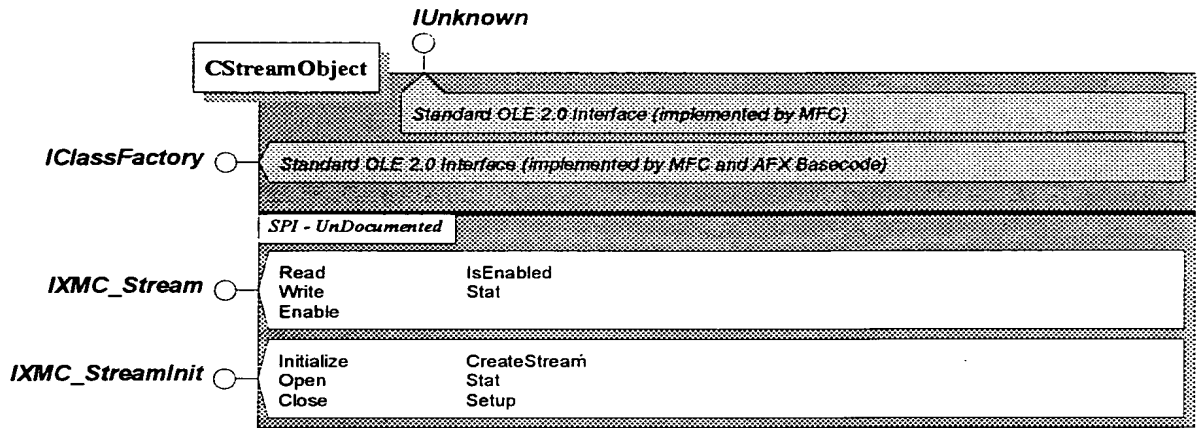 IUnknown
CStreamObject
Standard OLE 2.0 Interface (implemented by MFC)
IClassFactory
Standard OLE 2.0 Interface (implemented by MFC and AFX Basecode)
SPI - UnDocumented
IXMC_Stream
Read IsEnabled
Write Stat
Enable
IXMC_StreamInit
Initialize CreateStream
Open Stat
Close Setup